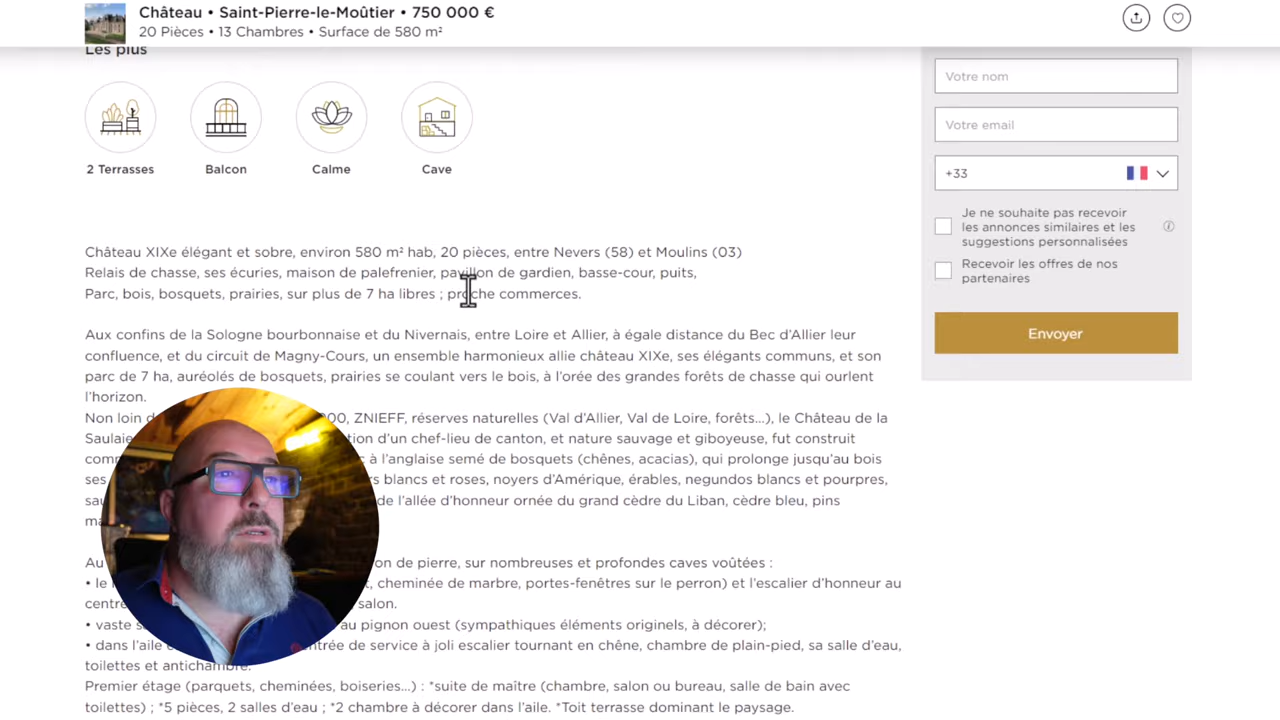 Château • Saint-Pierre-le-Moûtier • 750 000 €
20 Pièces • 13 Chambres • Surface de 580 m²
Les plus
2 Terrasses
Balcon
Calme
Cave
Votre nom
Votre email
+33
Je ne souhaite pas recevoir
les annonces similaires et les
suggestions personnalisées
Recevoir les offres de nos
partenaires
Envoyer
Château XIXe élégant et sobre, environ 580 m² hab, 20 pièces, entre Nevers (58) et Moulins (03)
Relais de chasse, ses écuries, maison de palefrenier, pavillon de gardien, basse-cour, puits,
Parc, bois, bosquets, prairies, sur plus de 7 ha libres ; proche commerces.
Aux confins de la Sologne bourbonnaise et du Nivernais, entre Loire et Allier, à égale distance du Bec d'Allier leur
confluence, et du circuit de Magny-Cours, un ensemble harmonieux allie château XIXe, ses élégants communs, et son
parc de 7 ha, auréolés de bosquets, prairies se coulant vers le bois, à l'orée des grandes forêts de chasse qui ourlent
l'horizon.
Non loin d 00, ZNIEFF, réserves naturelles (Val d'Allier, Val de Loire, forêts…), le Château de la
Saulaie tion d'un chef-lieu de canton, et nature sauvage et giboyeuse, fut construit
com à l'anglaise semé de bosquets (chênes, acacias), qui prolonge jusqu'au bois
ses rs blancs et roses, noyers d'Amérique, érables, negundos blancs et pourpres,
sau de l'allée d'honneur ornée du grand cèdre du Liban, cèdre bleu, pins
ma
Au on de pierre, sur nombreuses et profondes caves voûtées :
• le cheminée de marbre, portes-fenêtres sur le perron) et l'escalier d'honneur au
centre salon.
• vaste s au pignon ouest (sympathiques éléments originels, à décorer);
• dans l'aile entrée de service à joli escalier tournant en chêne, chambre de plain-pied, sa salle d'eau,
toilettes et antichambre.
Premier étage (parquets, cheminées, boiseries…) : *suite de maître (chambre, salon ou bureau, salle de bain avec
toilettes) ; *5 pièces, 2 salles d'eau ; *2 chambre à décorer dans l'aile. *Toit terrasse dominant le paysage.